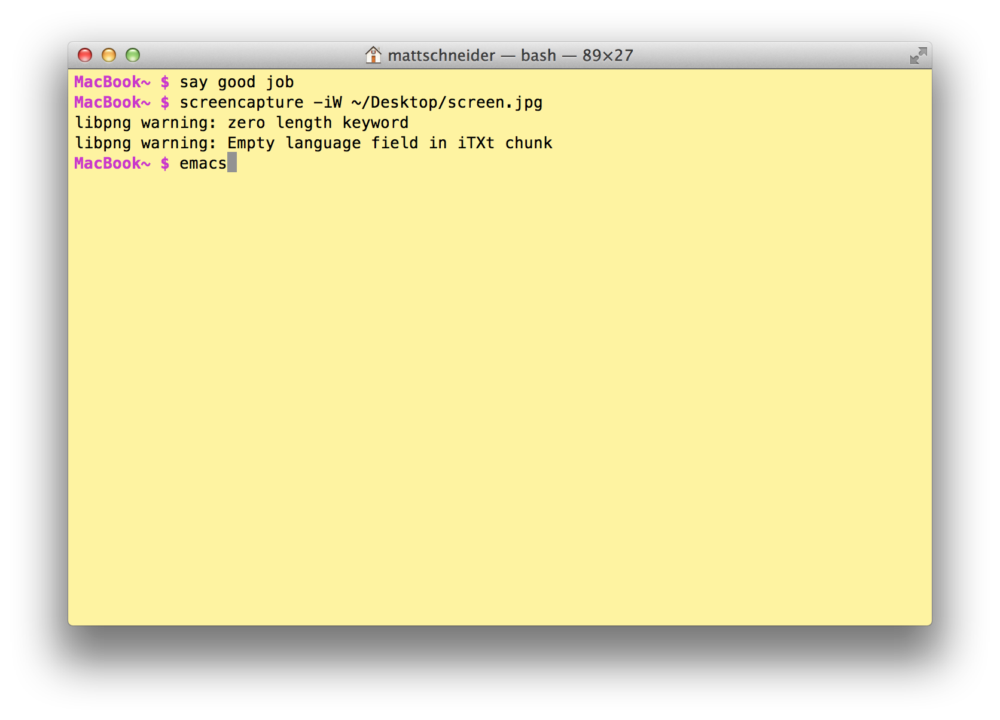 mattschneider — bash — 89×27
MacBook~ $ say good job
MacBook~ $ screencapture -iW ~/Desktop/screen.jpg
libpng warning: zero length keyword
libpng warning: Empty language field in iTXt chunk
MacBook~ $ emacs